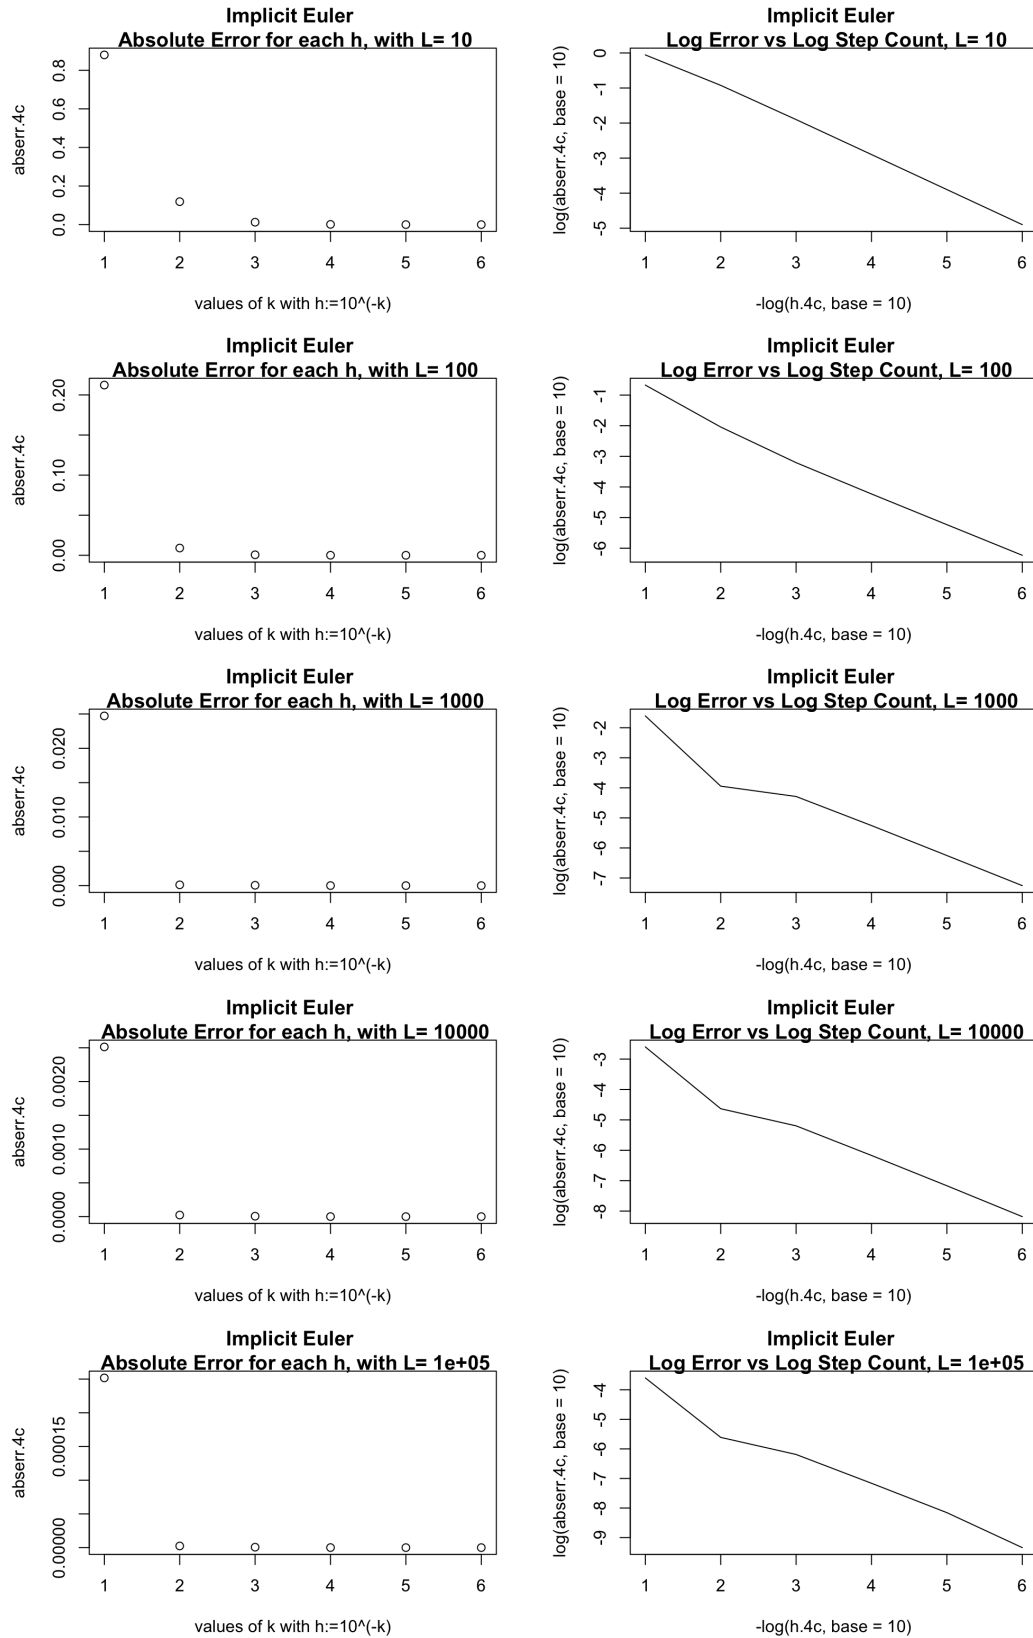 Implicit Euler
Absolute Error for each h, with L= 10
abserr.4c
0.0 0.2 0.4 0.6 0.8
1 2 3 4 5 6
values of k with h:=10^(-k)
Implicit Euler
Log Error vs Log Step Count, L= 10
log(abserr.4c, base = 10)
-5 -4 -3 -2 -1 0
1 2 3 4 5 6
-log(h.4c, base = 10)
Implicit Euler
Absolute Error for each h, with L= 100
abserr.4c
0.00 0.10 0.20
1 2 3 4 5 6
values of k with h:=10^(-k)
Implicit Euler
Log Error vs Log Step Count, L= 100
log(abserr.4c, base = 10)
-6 -5 -4 -3 -2 -1
1 2 3 4 5 6
-log(h.4c, base = 10)
Implicit Euler
Absolute Error for each h, with L= 1000
abserr.4c
0.000 0.010 0.020
1 2 3 4 5 6
values of k with h:=10^(-k)
Implicit Euler
Log Error vs Log Step Count, L= 1000
log(abserr.4c, base = 10)
-7 -6 -5 -4 -3 -2
1 2 3 4 5 6
-log(h.4c, base = 10)
Implicit Euler
Absolute Error for each h, with L= 10000
abserr.4c
0.0000 0.0010 0.0020
1 2 3 4 5 6
values of k with h:=10^(-k)
Implicit Euler
Log Error vs Log Step Count, L= 10000
log(abserr.4c, base = 10)
-8 -7 -6 -5 -4 -3
1 2 3 4 5 6
-log(h.4c, base = 10)
Implicit Euler
Absolute Error for each h, with L= 1e+05
abserr.4c
0.00000 0.00015
1 2 3 4 5 6
values of k with h:=10^(-k)
Implicit Euler
Log Error vs Log Step Count, L= 1e+05
log(abserr.4c, base = 10)
-9 -8 -7 -6 -5 -4
1 2 3 4 5 6
-log(h.4c, base = 10)